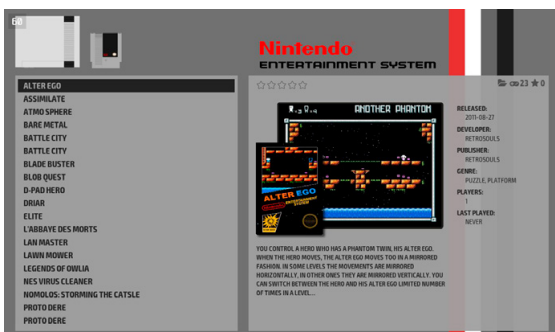 60
Nintendo
ENTERTAINMENT SYSTEM
ALTER EGO
ASSIMILATE
ATMO SPHERE
BARE METAL
BATTLE CITY
BATTLE CITY
BLADE BUSTER
BLOB QUEST
D-PAD HERO
DRIAR
ELITE
L'ABBAYE DES MORTS
LAN MASTER
LAWN MOWER
LEGENDS OF OWLIA
NES VIRUS CLEANER
NOMOLOS: STORMING THE CATSLE
PROTO DERE
PROTO DERE
23 0
ANOTHER PHANTOM
ALTER EGO
RELEASED:
2011-08-27
DEVELOPER:
RETROSOULS
PUBLISHER:
RETROSOULS
GENRE:
PUZZLE, PLATFORM
PLAYERS:
1
LAST PLAYED:
NEVER
YOU CONTROL A HERO WHO HAS A PHANTOM TWIN, HIS ALTER EGO.
WHEN THE HERO MOVES, THE ALTER EGO MOVES TOO IN A MIRRORED
FASHION. IN SOME LEVELS THE MOVEMENTS ARE MIRRORED
HORIZONTALLY, IN OTHER ONES THEY ARE MIRRORED VERTICALLY. YOU
CAN SWITCH BETWEEN THE HERO AND HIS ALTER EGO LIMITED NUMBER
OF TIMES IN A LEVEL...